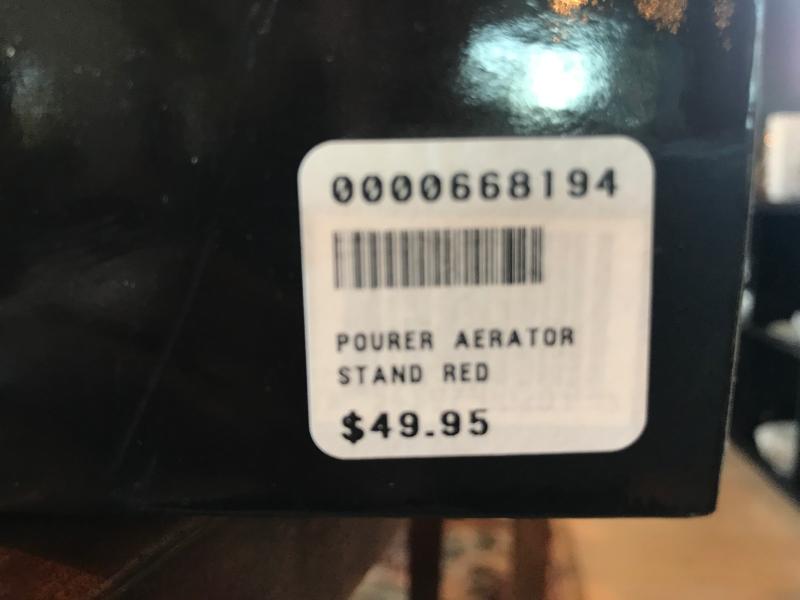 0000668194
POURER AERATOR
STAND RED
$49.95